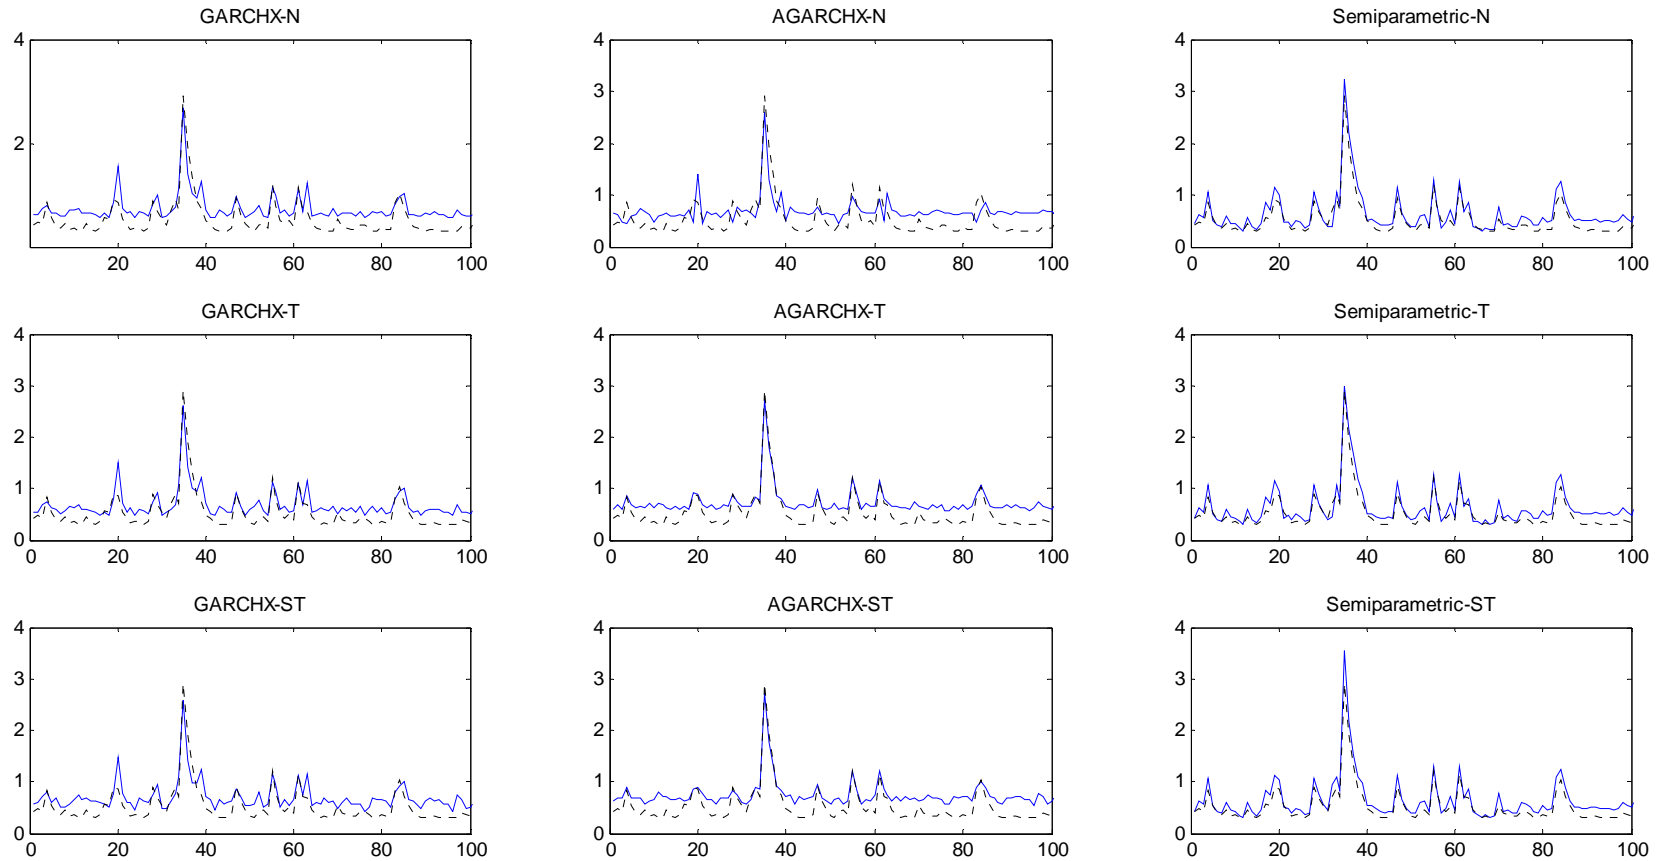 GARCHX-N AGARCHX-N Semiparametric-N
4 4 4
3 3
2 2 2
1 1
0 0
20 40 60 80 100 0 20 40 60 80 100 0 20 40 60 80 100
GARCHX-T AGARCHX-T Semiparametric-T
4 4 4
3 3 3
2 2 2
1 1 1
0 0 0
0 20 40 60 80 100 0 20 40 60 80 100 0 20 40 60 80 100
GARCHX-ST AGARCHX-ST Semiparametric-ST
4 4 4
3 3 3
2 2 2
1 1 1
0 0 0
0 20 40 60 80 100 0 20 40 60 80 100 0 20 40 60 80 100